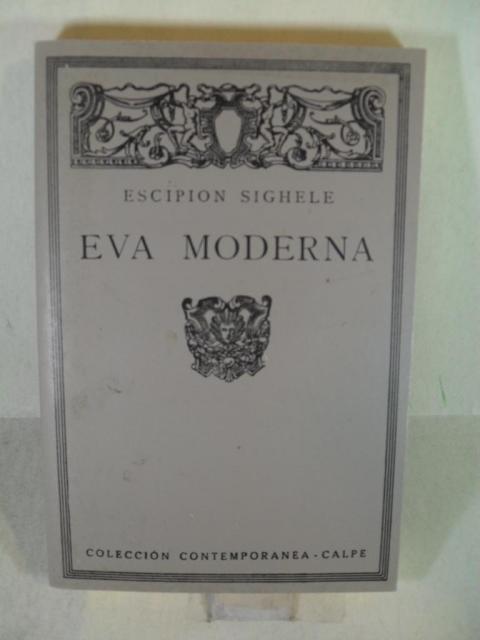 ESCIPION SIGHELE
EVA MODERNA
COLECCIÓN CONTEMPORANEA - CALPE